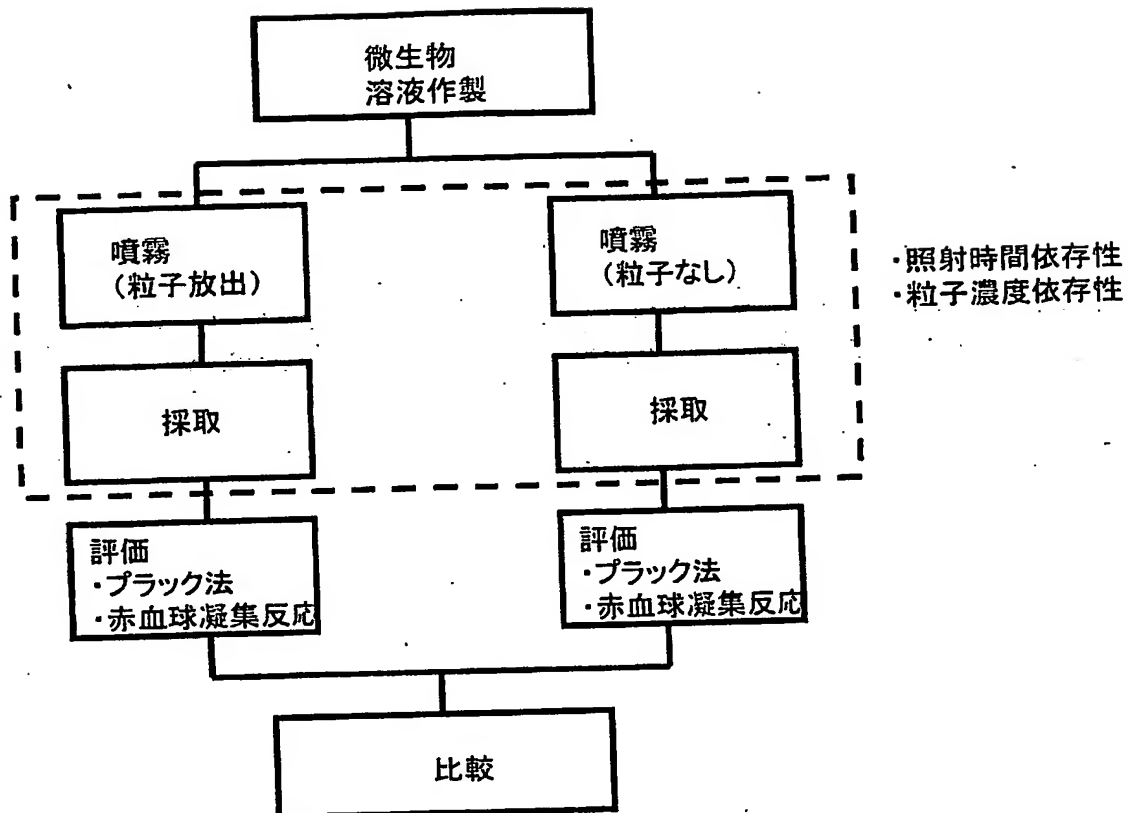 微生物
溶液作製
噴霧
(粒子放出)
噴霧
(粒子なし)
・照射時間依存性
・粒子濃度依存性
採取
採取
評価
・プラック法
・赤血球凝集反応
評価
・プラック法
・赤血球凝集反応
比較